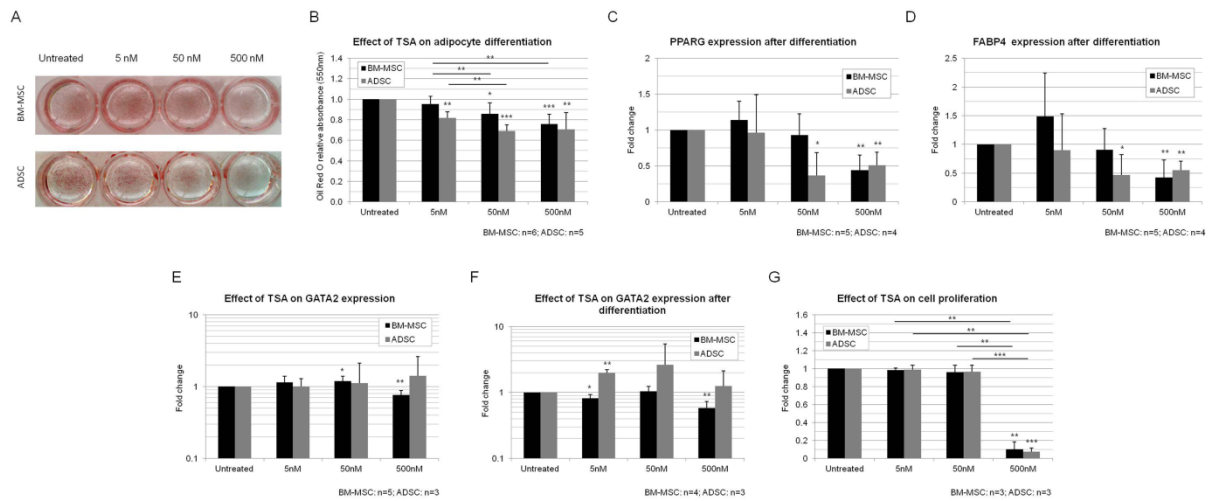 A
Untreated 5 nM 50 nM 500 nM
BM-MSC
ADSC
B
Effect of TSA on adipocyte differentiation
Oil Red O relative absorbance (550nm)
1.4
1.2
1.0
0.8
0.6
0.4
0.2
0.0
BM-MSC
ADSC
**
**
**
** * *** *** **
Untreated 5nM 50nM 500nM
BM-MSC: n=6; ADSC: n=5
C
PPARG expression after differentiation
Fold change
2
1.5
1
0.5
0
BM-MSC
ADSC
* ** **
Untreated 5nM 50nM 500nM
BM-MSC: n=5; ADSC: n=4
D
FABP4 expression after differentiation
Fold change
2.5
2
1.5
1
0.5
0
BM-MSC
ADSC
* ** **
Untreated 5nM 50nM 500nM
BM-MSC: n=5; ADSC: n=4
E
Effect of TSA on GATA2 expression
Fold change
10
1
0.1
BM-MSC
ADSC
* **
Untreated 5nM 50nM 500nM
BM-MSC: n=5; ADSC: n=3
F
Effect of TSA on GATA2 expression after
differentiation
Fold change
10
1
0.1
BM-MSC
ADSC
* ** **
Untreated 5nM 50nM 500nM
BM-MSC: n=4; ADSC: n=3
G
Effect of TSA on cell proliferation
Fold change
1.6
1.4
1.2
1
0.8
0.6
0.4
0.2
0
BM-MSC
ADSC
**
**
**
***
** ***
Untreated 5nM 50nM 500nM
BM-MSC: n=3; ADSC: n=3